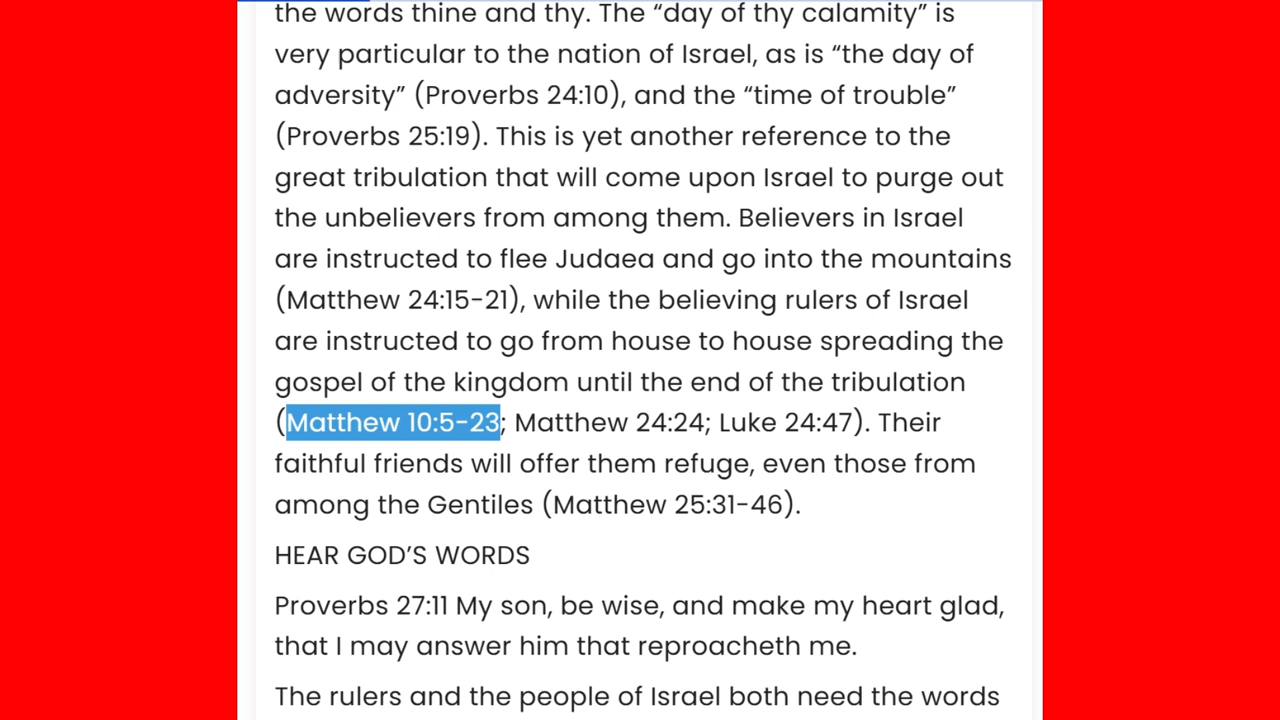 the words thine and thy. The “day of thy calamity” is
very particular to the nation of Israel, as is “the day of
adversity” (Proverbs 24:10), and the “time of trouble”
(Proverbs 25:19). This is yet another reference to the
great tribulation that will come upon Israel to purge out
the unbelievers from among them. Believers in Israel
are instructed to flee Judaea and go into the mountains
(Matthew 24:15-21), while the believing rulers of Israel
are instructed to go from house to house spreading the
gospel of the kingdom until the end of the tribulation
(Matthew 10:5-23; Matthew 24:24; Luke 24:47). Their
faithful friends will offer them refuge, even those from
among the Gentiles (Matthew 25:31-46).
HEAR GOD’S WORDS
Proverbs 27:11 My son, be wise, and make my heart glad,
that I may answer him that reproacheth me.
The rulers and the people of Israel both need the words